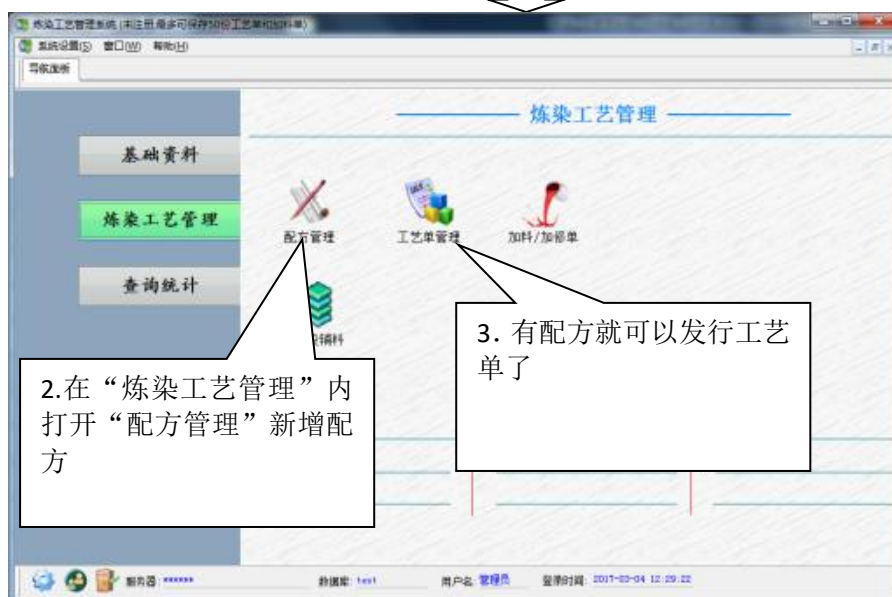 炼染工艺管理系统 (未注册 最多可保存50份工艺单和加料单)
系统设置(S) 窗口(W) 帮助(H)
导航面板
炼染工艺管理
基础资料
炼染工艺管理
查询统计
配方管理 工艺单管理 加料/加修单
辅料
2.在“炼染工艺管理”内
打开“配方管理”新增配
方
3. 有配方就可以发行工艺
单了
服务器: ****** 数据库: test 用户名: 管理员 登录时间: 2017-03-04 12:29:22